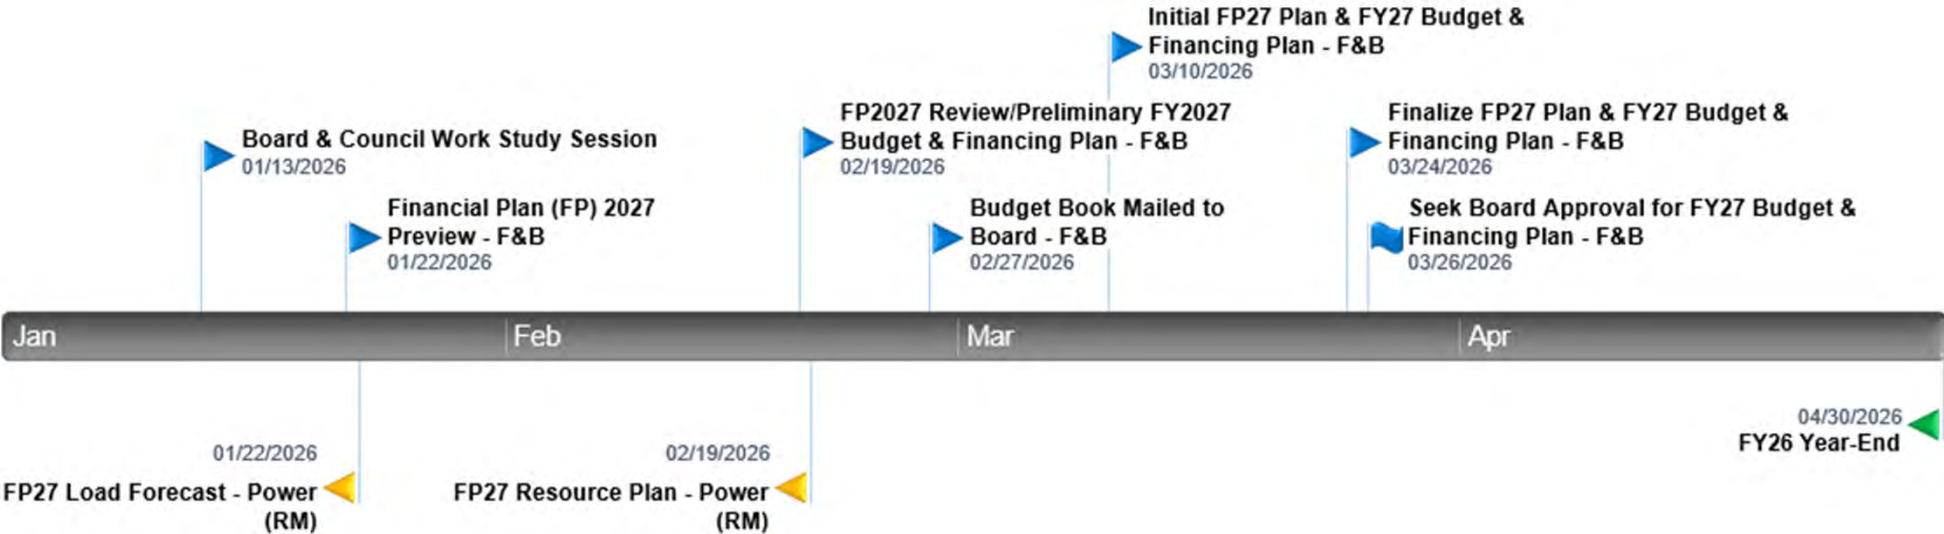 Initial FP27 Plan & FY27 Budget &
Financing Plan - F&B
03/10/2026
FP2027 Review/Preliminary FY2027
Budget & Financing Plan - F&B
02/19/2026
Finalize FP27 Plan & FY27 Budget &
Financing Plan - F&B
03/24/2026
Board & Council Work Study Session
01/13/2026
Financial Plan (FP) 2027
Preview - F&B
01/22/2026
Budget Book Mailed to
Board - F&B
02/27/2026
Seek Board Approval for FY27 Budget &
Financing Plan - F&B
03/26/2026
Jan
Feb
Mar
Apr
01/22/2026
FP27 Load Forecast - Power
(RM)
02/19/2026
FP27 Resource Plan - Power
(RM)
04/30/2026
FY26 Year-End